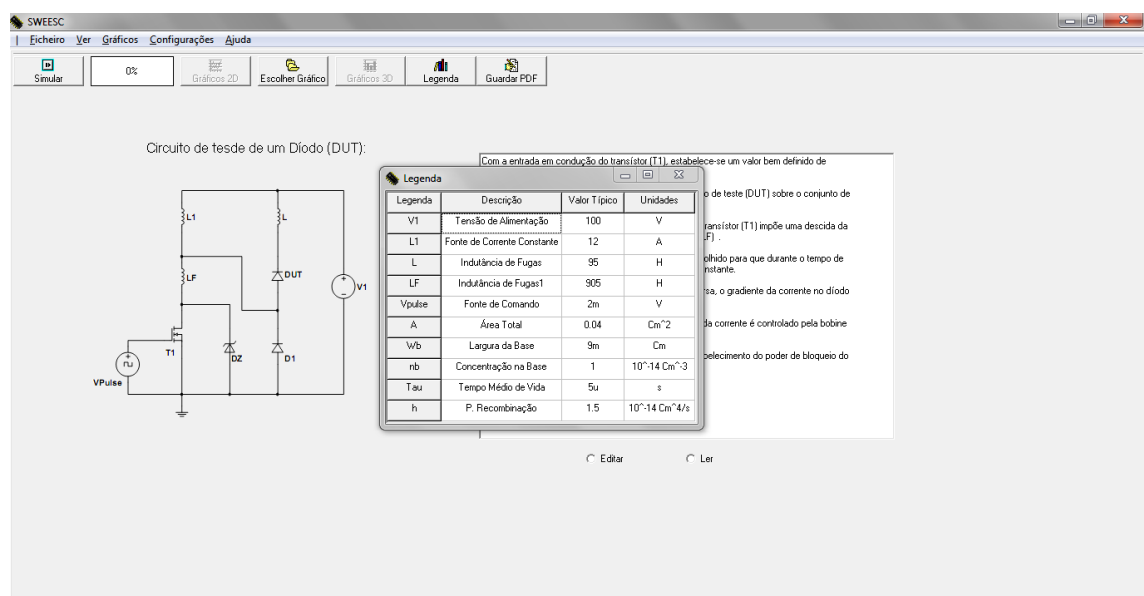 SWEESC
Ficheiro Ver Gráficos Configurações Ajuda
Simular
0%
Gráficos 2D
Escolher Gráfico
Gráficos 3D
Legenda
Guardar PDF
Circuito de tesde de um Díodo (DUT):
L1
L
LF
DUT
V1
T1
DZ
D1
VPulse
Com a entrada em condução do transístor (T1), estabelece-se um valor bem definido de
o de teste (DUT) sobre o conjunto de
ransístor (T1) impõe uma descida da
LF) .
olhido para que durante o tempo de
nstante.
rsa, o gradiente da corrente no díodo
da corrente é controlado pela bobine
belecimento do poder de bloqueio do
Legenda
Legenda Descrição Valor Típico Unidades
V1 Tensão de Alimentação 100 V
L1 Fonte de Corrente Constante 12 A
L Indutância de Fugas 95 H
LF Indutância de Fugas1 905 H
Vpulse Fonte de Comando 2m V
A Área Total 0.04 Cm^2
Wb Largura da Base 9m Cm
nb Concentração na Base 1 10^-14 Cm^-3
Tau Tempo Médio de Vida 5u s
h P. Recombinação 1.5 10^-14 Cm^4/s
Editar
Ler